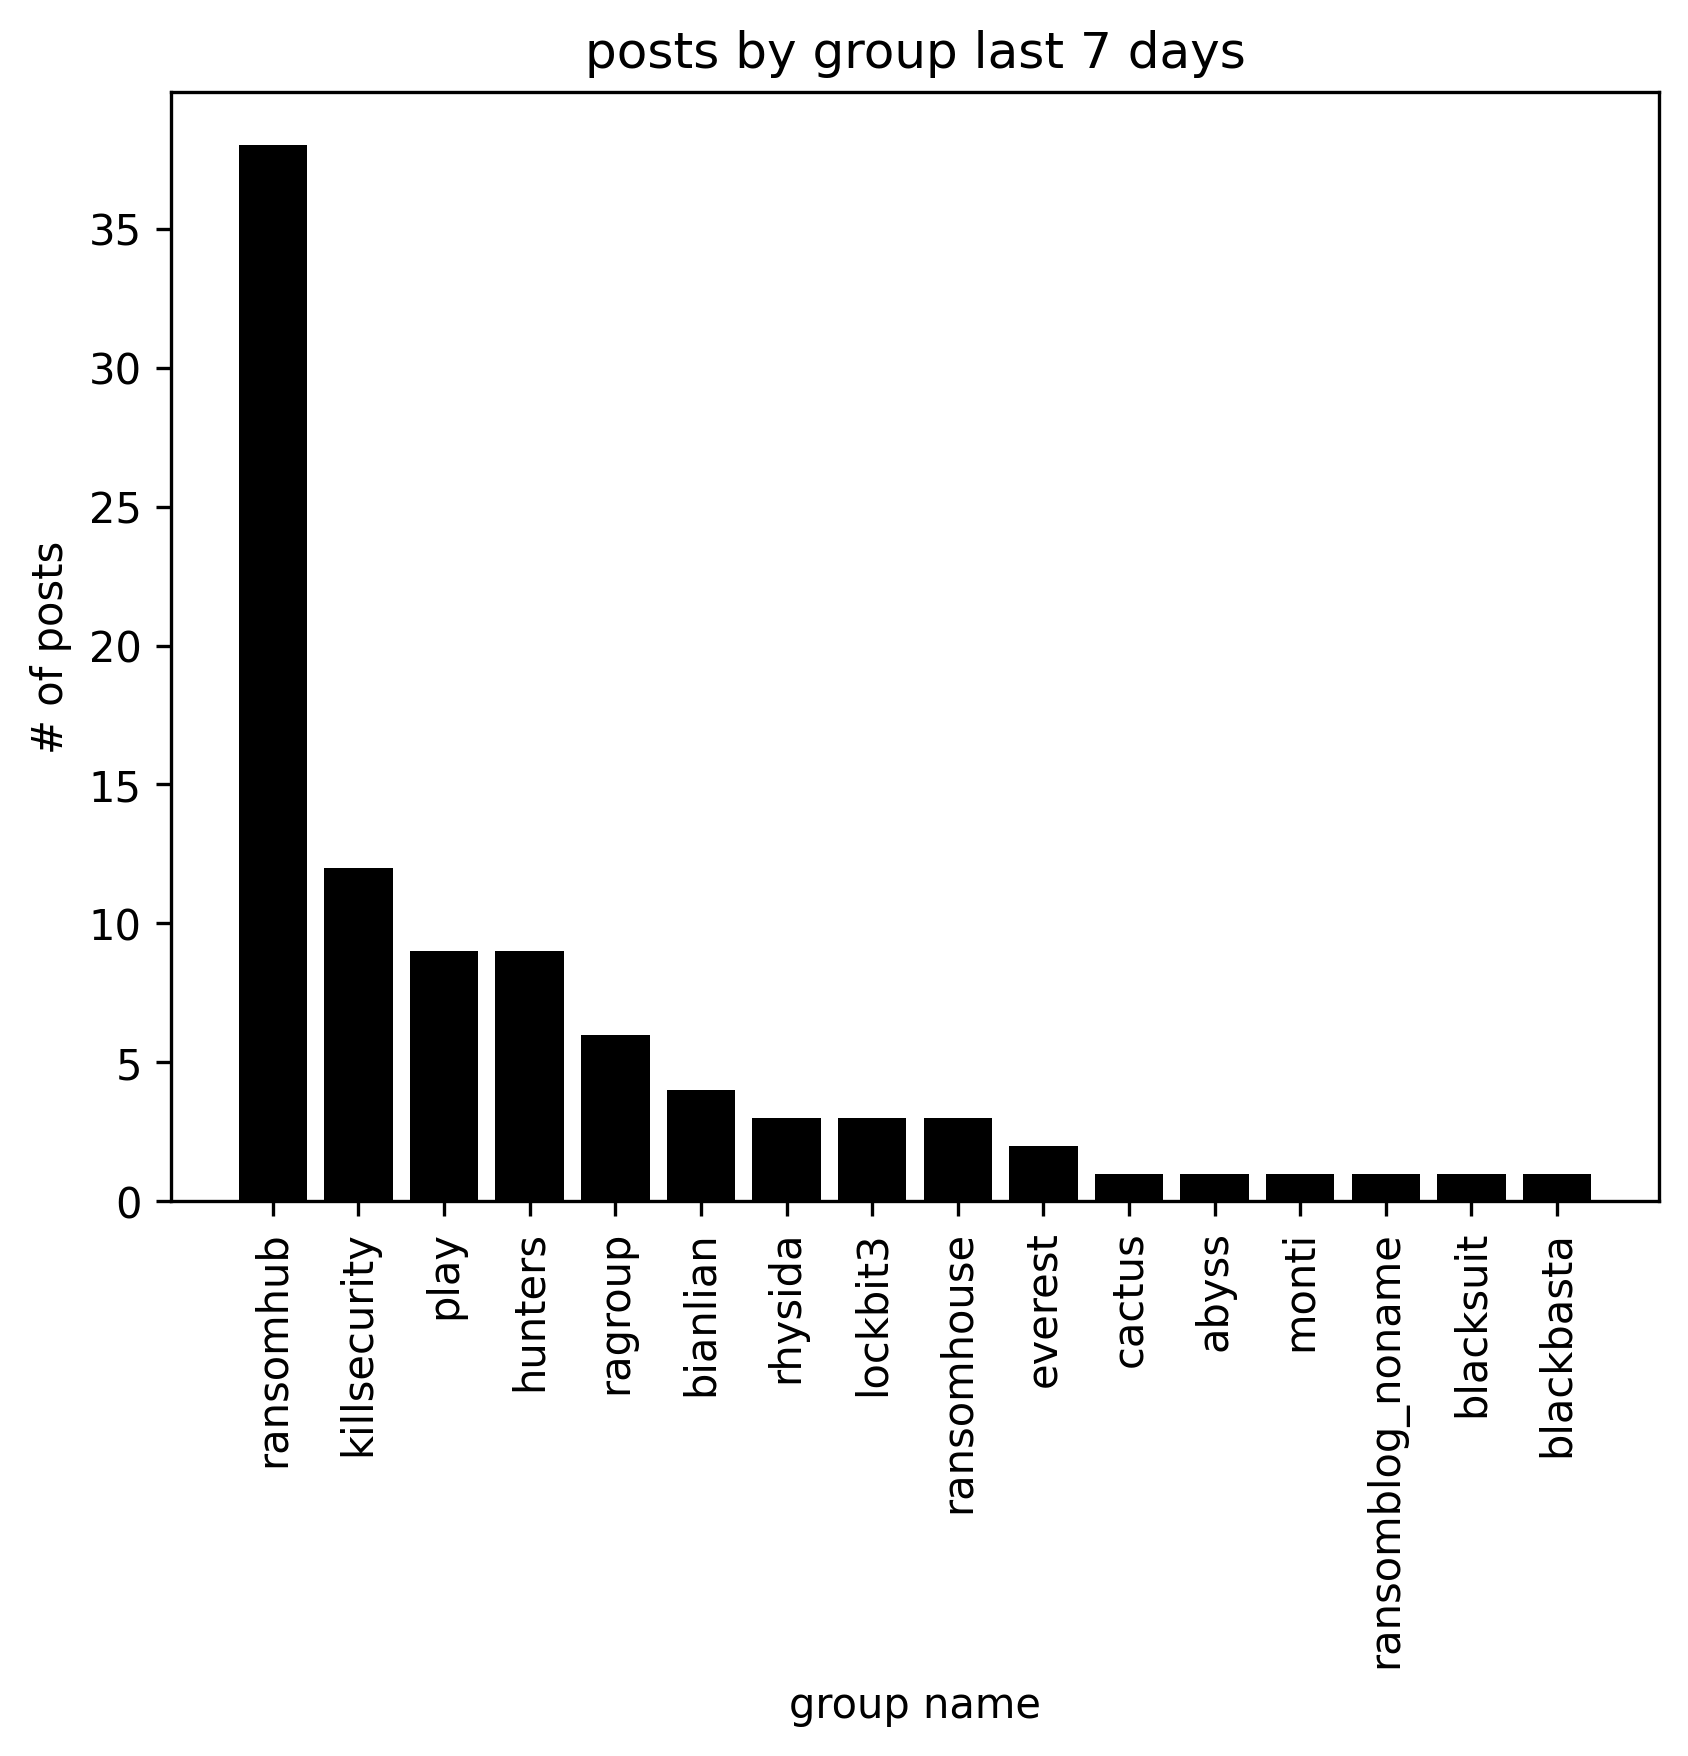 posts by group last 7 days
# of posts
35
30
25
20
15
10
5
0
ransomhub
killsecurity
play
hunters
ragroup
bianlian
rhysida
lockbit3
ransomhouse
everest
cactus
abyss
monti
ransomblog_noname
blacksuit
blackbasta
group name